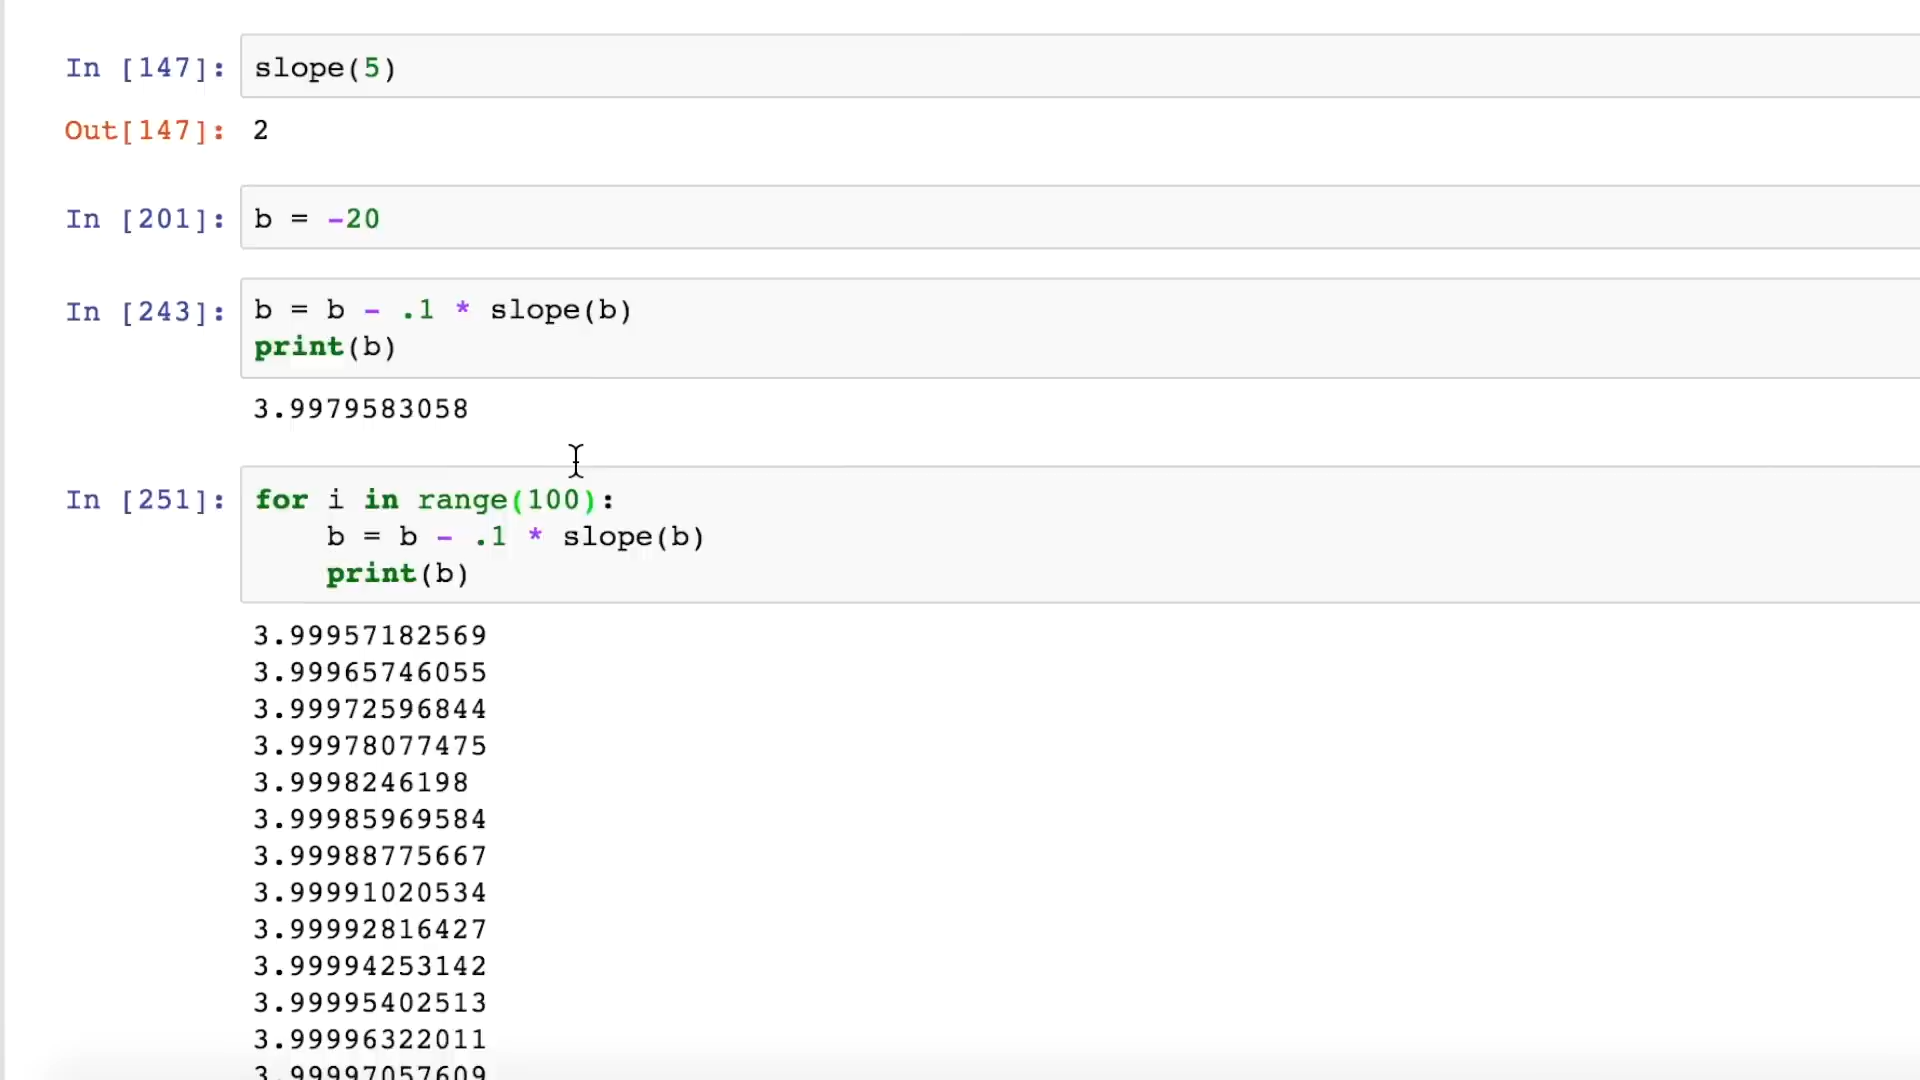 In [147]: slope(5)
Out[147]: 2
In [201]: b = -20
In [243]: b = b - .1 * slope(b)
print(b)
3.9979583058
In [251]: for i in range(100):
    b = b - .1 * slope(b)
    print(b)
3.99957182569
3.99965746055
3.99972596844
3.99978077475
3.9998246198
3.99985969584
3.99988775667
3.99991020534
3.99992816427
3.99994253142
3.99995402513
3.99996322011
3.99997057609